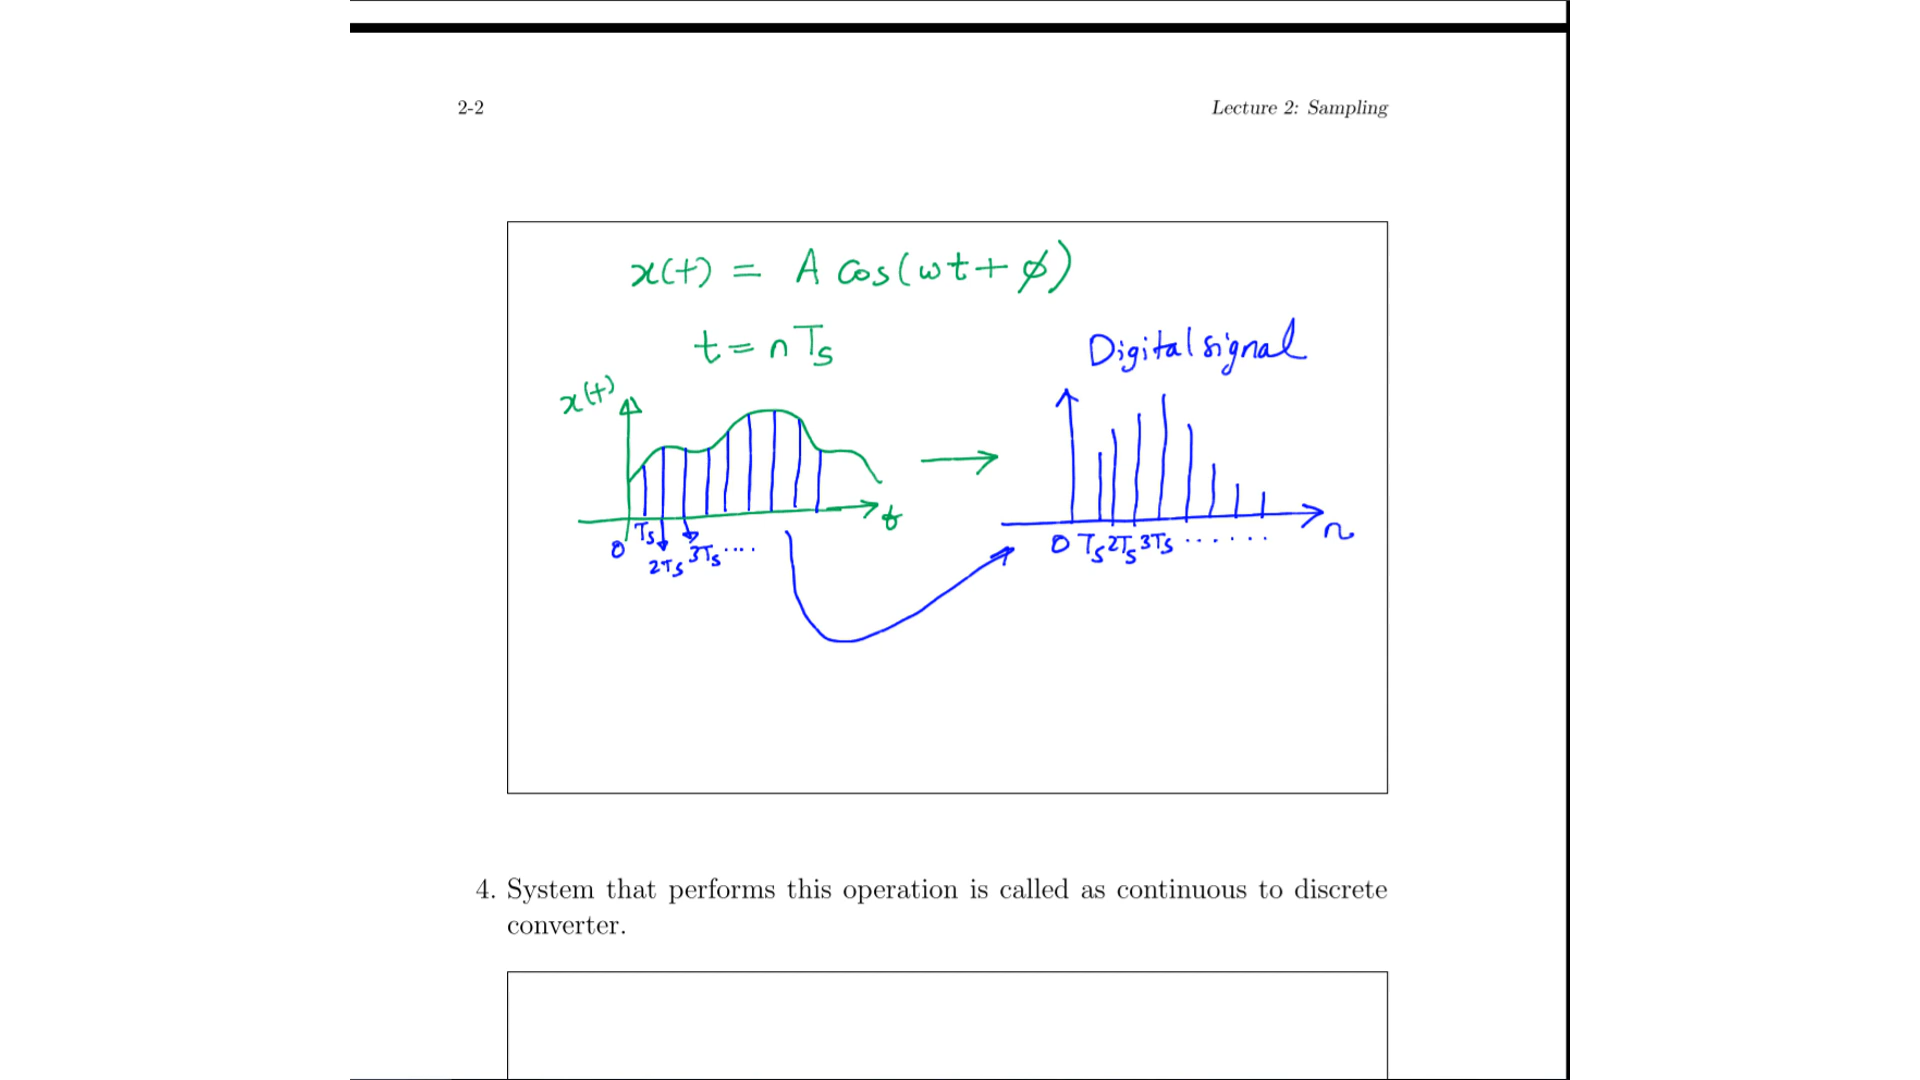 2-2 Lecture 2: Sampling
x(t) = A cos(ωt + ϕ)
t = nTs
Digital signal
x(t)
t
0 Ts 2Ts 3Ts ....
n
0 Ts 2Ts 3Ts ......
4. System that performs this operation is called as continuous to discrete
converter.